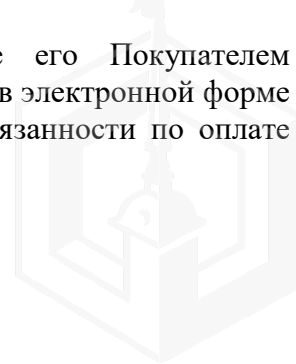 е его Покупателем
в электронной форме
язанности по оплате